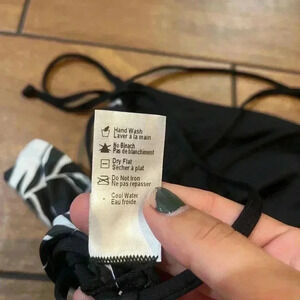 Hand Wash
Laver à la main
No Bleach
Pas de blanchiment
Dry Flat
Sécher à plat
Do Not Iron
Ne pas repasser
Cool Water
Eau froide